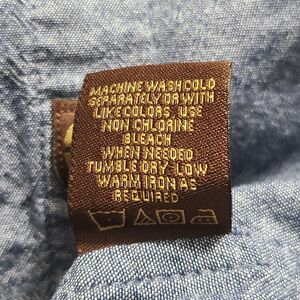 MACHINE WASH COLD
SEPARATELY OR WITH
LIKE COLORS, USE
NON CHLORINE
BLEACH
WHEN NEEDED
TUMBLE DRY LOW
WARM IRON AS
REQUIRED